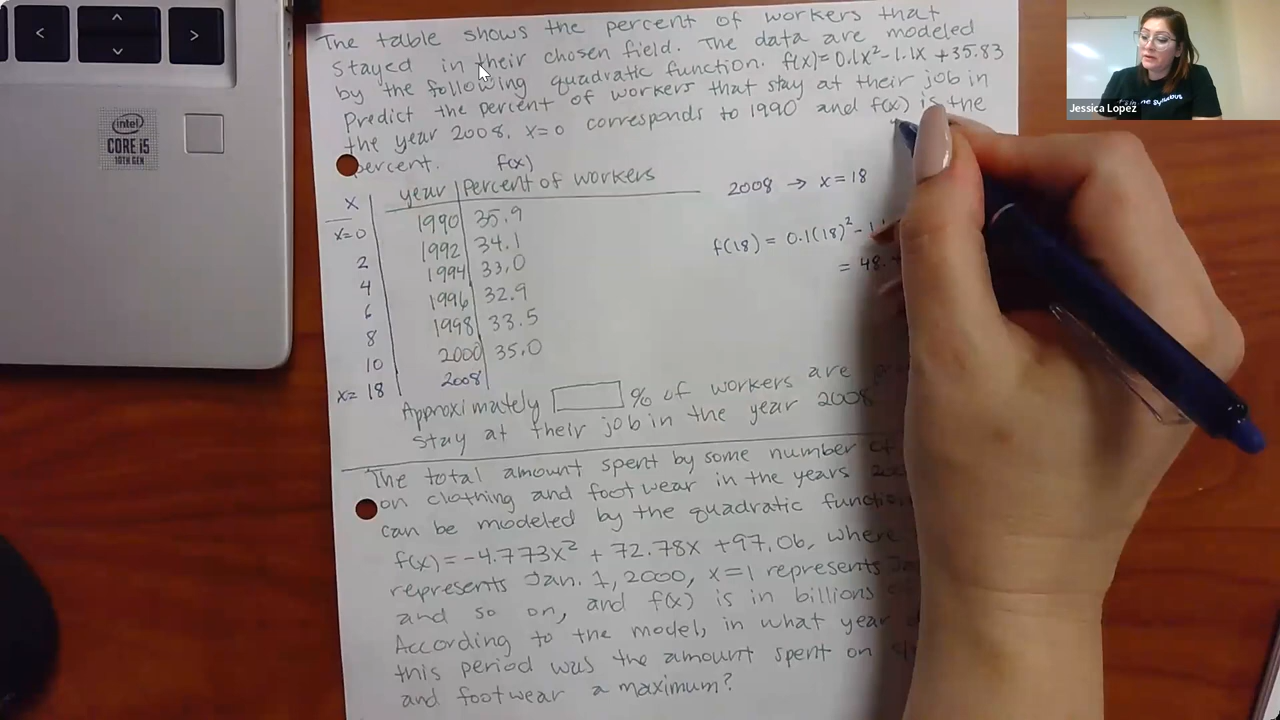 The table shows the percent of workers that
stayed in their chosen field. The data are modeled
by the following quadratic function. f(x) = 0.1x² - 1.1x + 35.83
Predict the percent of workers that stay at their job in
the year 2008. x=0 corresponds to 1990 and f(x) is the
percent.
f(x)
x year Percent of workers
x=0 1990 35.9
2 1992 34.1
4 1994 33.0
6 1996 32.9
8 1998 33.5
10 2000 35.0
x= 18 2008
2008 → x = 18
f(18) = 0.1(18)² -
= 48.
Approximately % of workers are
stay at their job in the year 2008
The total amount spent by some number of
on clothing and footwear in the years
can be modeled by the quadratic function
f(x) = -4.773x² + 72.78x + 97.06, where
represents Jan. 1, 2000, x=1 represents
and so on, and f(x) is in billions
According to the model, in what year
this period was the amount spent on
and footwear a maximum?
intel
CORE i5
10TH GEN
Jessica Lopez
syllabus